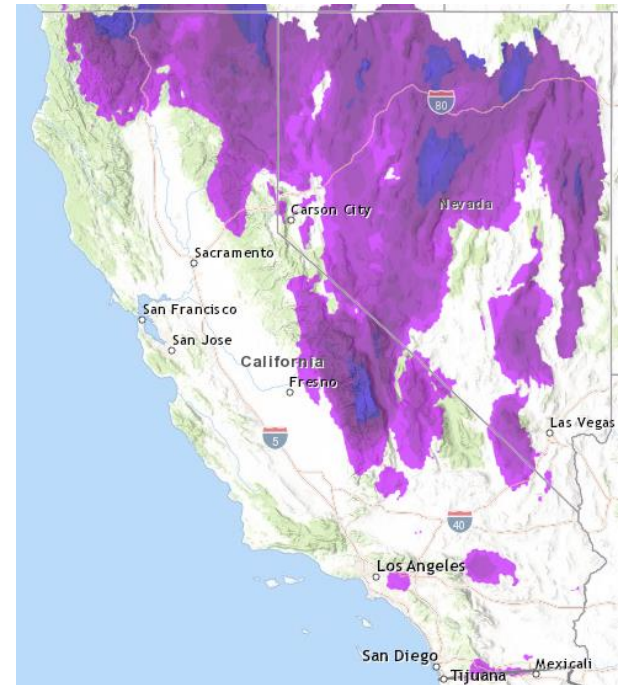 80
Carson City
Nevada
Sacramento
San Francisco
San Jose
California
Fresno
Las Vegas
5
40
Los Angeles
San Diego
Mexicali
Tijuana